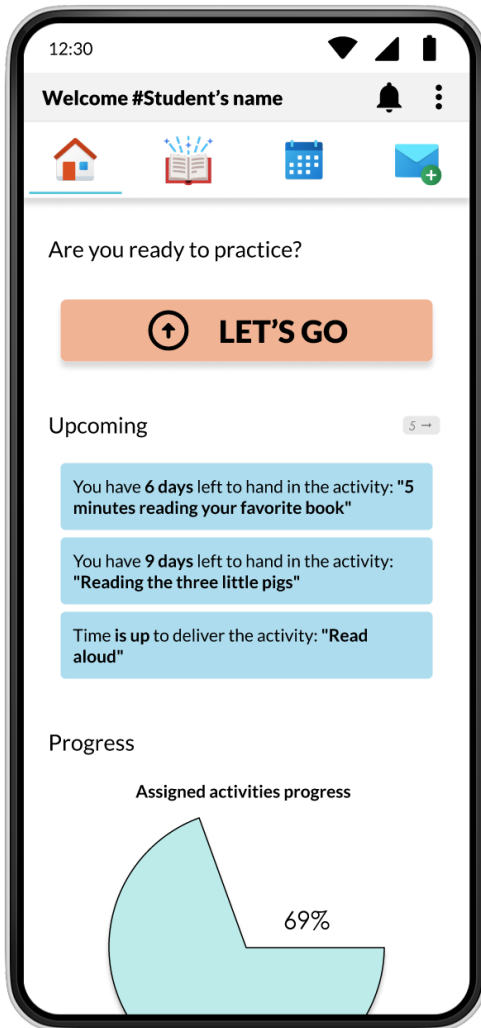 12:30
Welcome #Student’s name
Are you ready to practice?
LET’S GO
Upcoming
5 →
You have 6 days left to hand in the activity: "5
minutes reading your favorite book"
You have 9 days left to hand in the activity:
"Reading the three little pigs"
Time is up to deliver the activity: "Read
aloud"
Progress
Assigned activities progress
69%